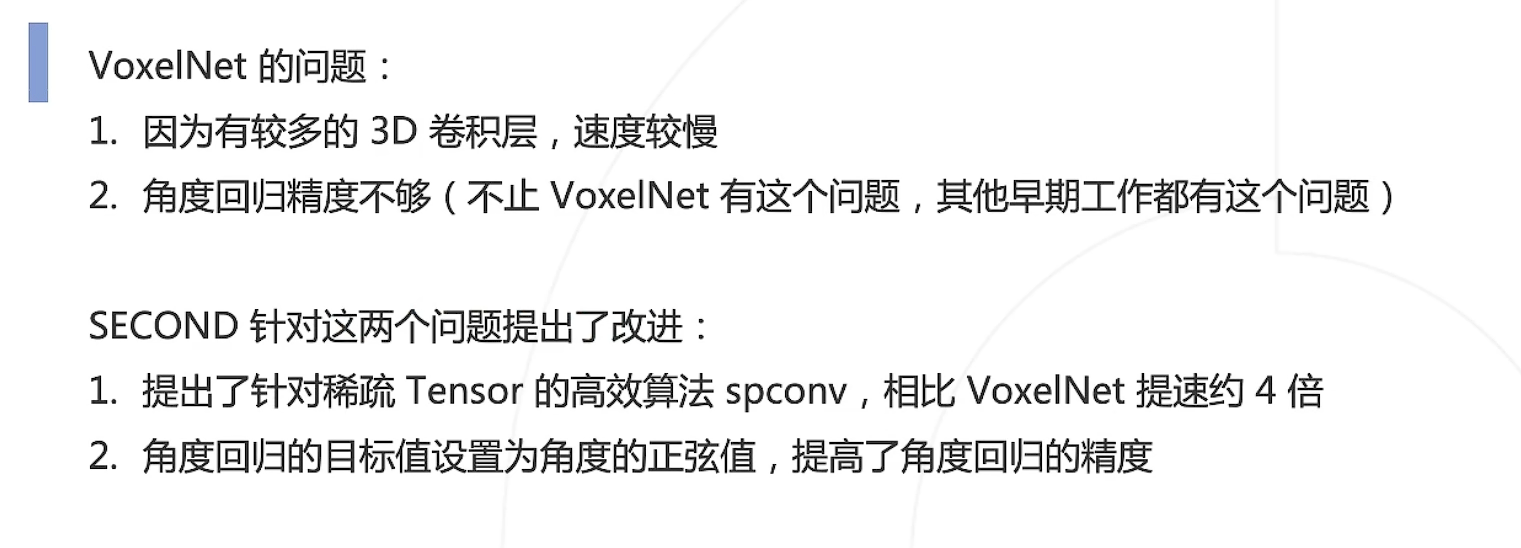 VoxelNet 的问题：
1. 因为有较多的 3D 卷积层，速度较慢
2. 角度回归精度不够（不止 VoxelNet 有这个问题，其他早期工作都有这个问题）
SECOND 针对这两个问题提出了改进：
1. 提出了针对稀疏 Tensor 的高效算法 spconv，相比 VoxelNet 提速约 4 倍
2. 角度回归的目标值设置为角度的正弦值，提高了角度回归的精度